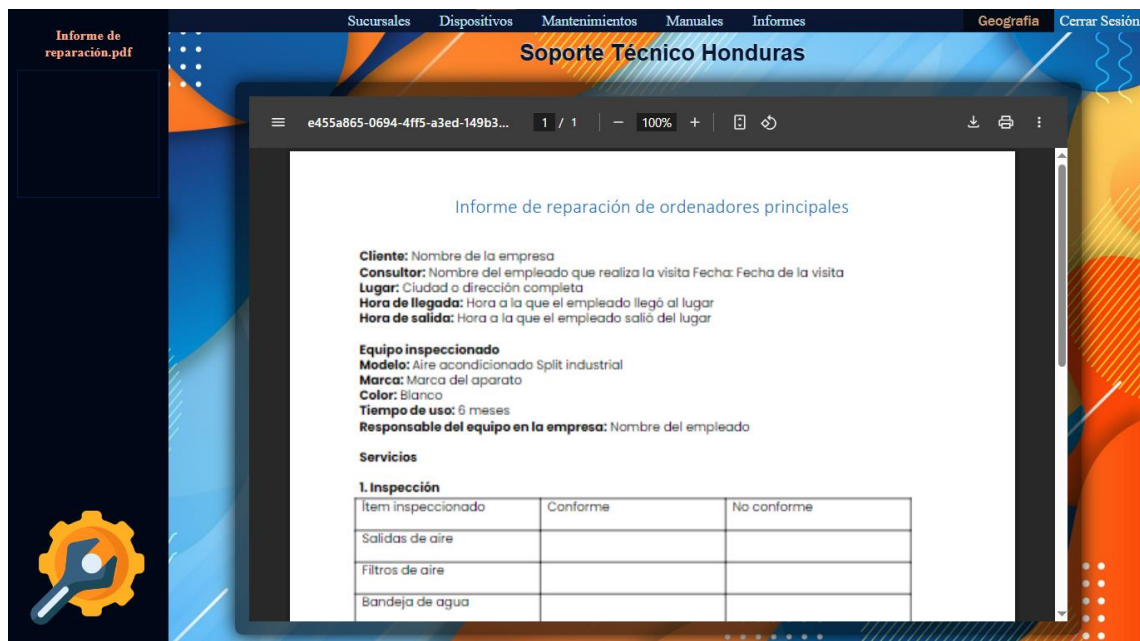 Sucursales Dispositivos Mantenimientos Manuales Informes Geografia Cerrar Sesión
Informe de
reparación.pdf
Soporte Técnico Honduras
e455a865-0694-4ff5-a3ed-149b3... 1 / 1 100%
Informe de reparación de ordenadores principales
Cliente: Nombre de la empresa
Consultor: Nombre del empleado que realiza la visita Fecha: Fecha de la visita
Lugar: Ciudad o dirección completa
Hora de llegada: Hora a la que el empleado llegó al lugar
Hora de salida: Hora a la que el empleado salió del lugar
Equipo inspeccionado
Modelo: Aire acondicionado Split industrial
Marca: Marca del aparato
Color: Blanco
Tiempo de uso: 6 meses
Responsable del equipo en la empresa: Nombre del empleado
Servicios
1. Inspección
Ítem inspeccionado Conforme No conforme
Salidas de aire
Filtros de aire
Bandeja de agua